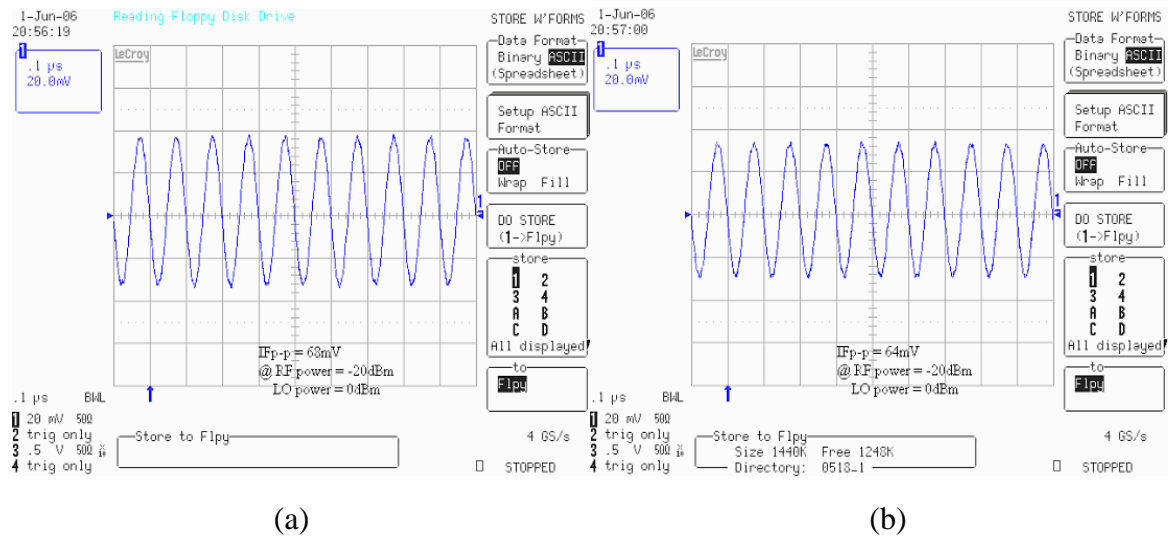 1-Jun-06
20:56:19
Reading Floppy Disk Drive
1
.1 µs
20.0mV
LeCroy
STORE W'FORMS
Data Format
Binary ASCII
(Spreadsheet)
Setup ASCII
Format
Auto-Store
OFF
Wrap Fill
1
DO STORE
(1->Flpy)
store
1 2
3 4
A B
C D
All displayed
to
Flpy
IFp-p = 68mV
@ RF power = -20dBm
LO power = 0dBm
.1 µs BWL
1 20 mV 50Ω
2 trig only
3 .5 V 50Ω
4 trig only
Store to Flpy
4 GS/s
STOPPED
(a)
1-Jun-06
20:57:00
1
.1 µs
20.0mV
LeCroy
STORE W'FORMS
Data Format
Binary ASCII
(Spreadsheet)
Setup ASCII
Format
Auto-Store
OFF
Wrap Fill
1
DO STORE
(1->Flpy)
store
1 2
3 4
A B
C D
All displayed
to
Flpy
IFp-p = 64mV
@ RF power = -20dBm
LO power = 0dBm
.1 µs BWL
1 20 mV 50Ω
2 trig only
3 .5 V 50Ω
4 trig only
Store to Flpy
Size 1440K Free 1248K
Directory: 0518_1
4 GS/s
STOPPED
(b)